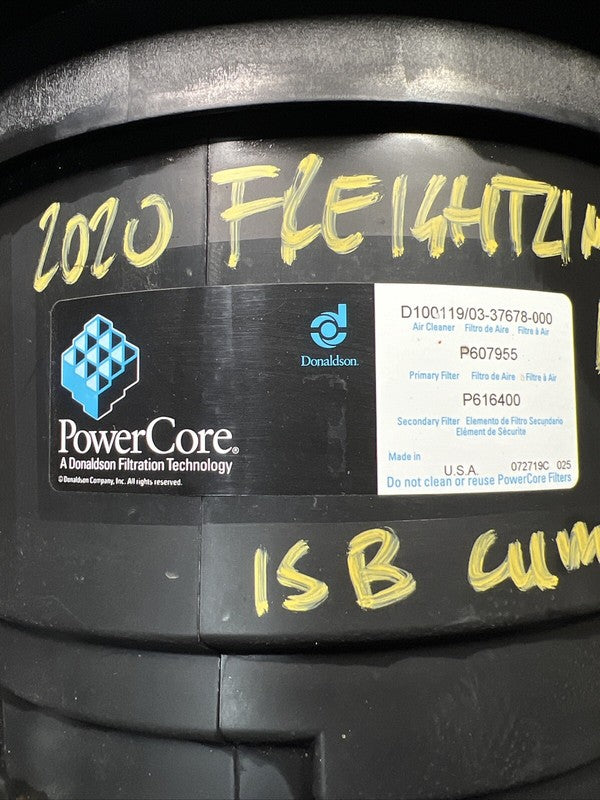 2020 FREIGHTLIN
D100119/03-37678-000
Air Cleaner Filtro de Aire Filtre à Air
P607955
Primary Filter Filtro de Aire Filtre à Air
P616400
Secondary Filter Elemento de Filtro Secundario
Elément de Sécurite
Made in
U.S.A. 072719C 025
Do not clean or reuse PowerCore Filters
d
Donaldson.
PowerCore®
A Donaldson Filtration Technology
© Donaldson Company, Inc. All rights reserved.
ISB CUM